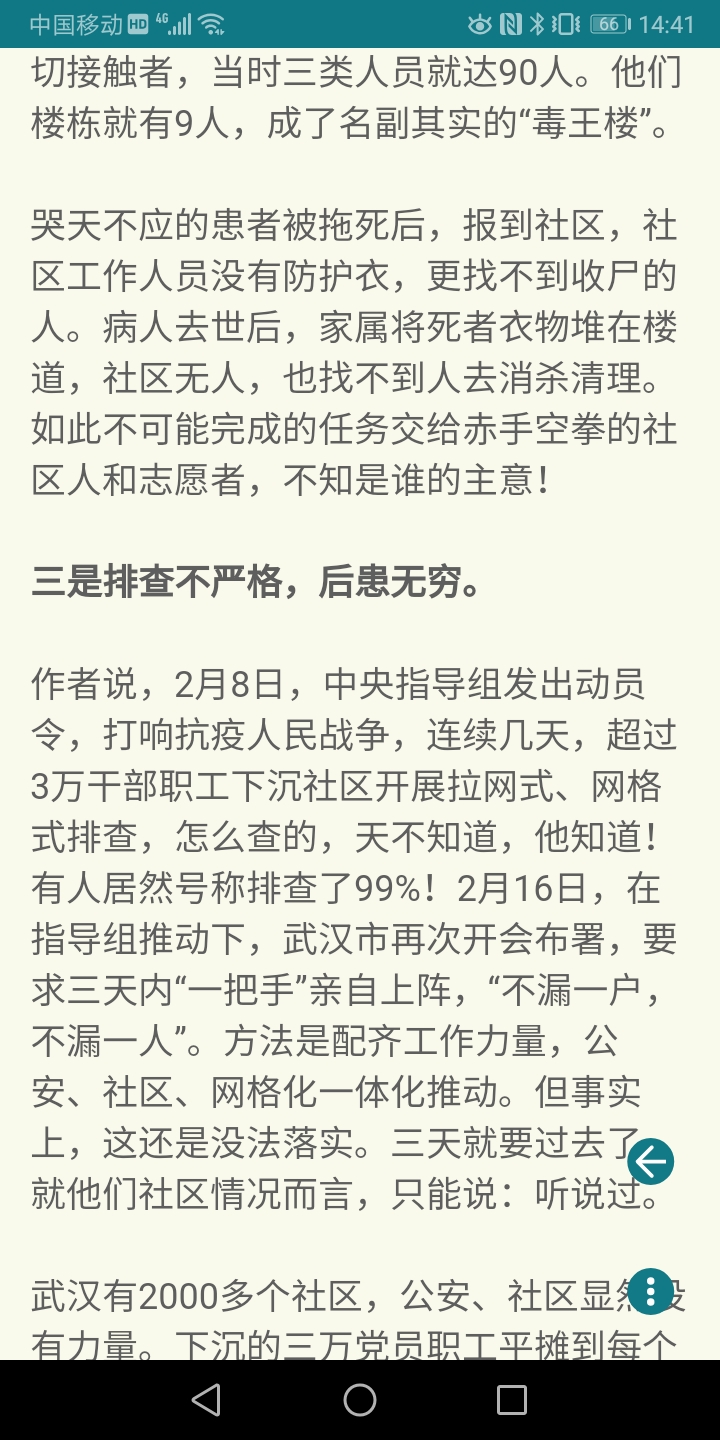 中国移动 HD 4G 66 14:41
切接触者，当时三类人员就达90人。他们
楼栋就有9人，成了名副其实的“毒王楼”。
哭天不应的患者被拖死后，报到社区，社
区工作人员没有防护衣，更找不到收尸的
人。病人去世后，家属将死者衣物堆在楼
道，社区无人，也找不到人去消杀清理。
如此不可能完成的任务交给赤手空拳的社
区人和志愿者，不知是谁的主意！
三是排查不严格，后患无穷。
作者说，2月8日，中央指导组发出动员
令，打响抗疫人民战争，连续几天，超过
3万干部职工下沉社区开展拉网式、网格
式排查，怎么查的，天不知道，他知道！
有人居然号称排查了99%！2月16日，在
指导组推动下，武汉市再次开会布署，要
求三天内“一把手”亲自上阵，“不漏一户，
不漏一人”。方法是配齐工作力量，公
安、社区、网格化一体化推动。但事实
上，这还是没法落实。三天就要过去了
就他们社区情况而言，只能说：听说过。
武汉有2000多个社区，公安、社区显然没
有力量。下沉的三万党员职工平摊到每个